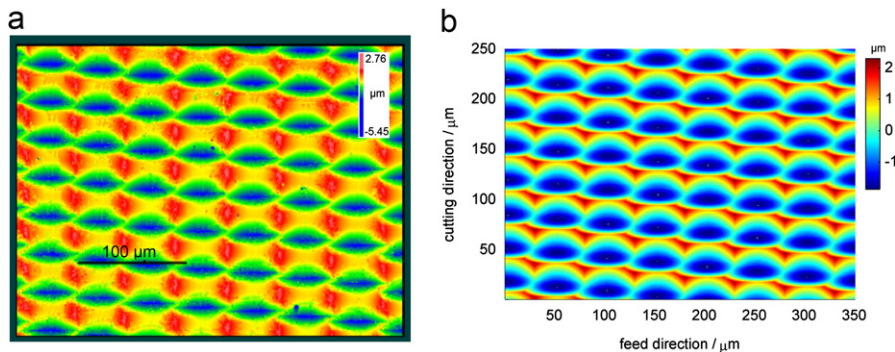 a
2.76
µm
-5.45
100 µm
b
250
200
150
100
50
cutting direction / µm
50 100 150 200 250 300 350
feed direction / µm
µm
2
1
0
-1